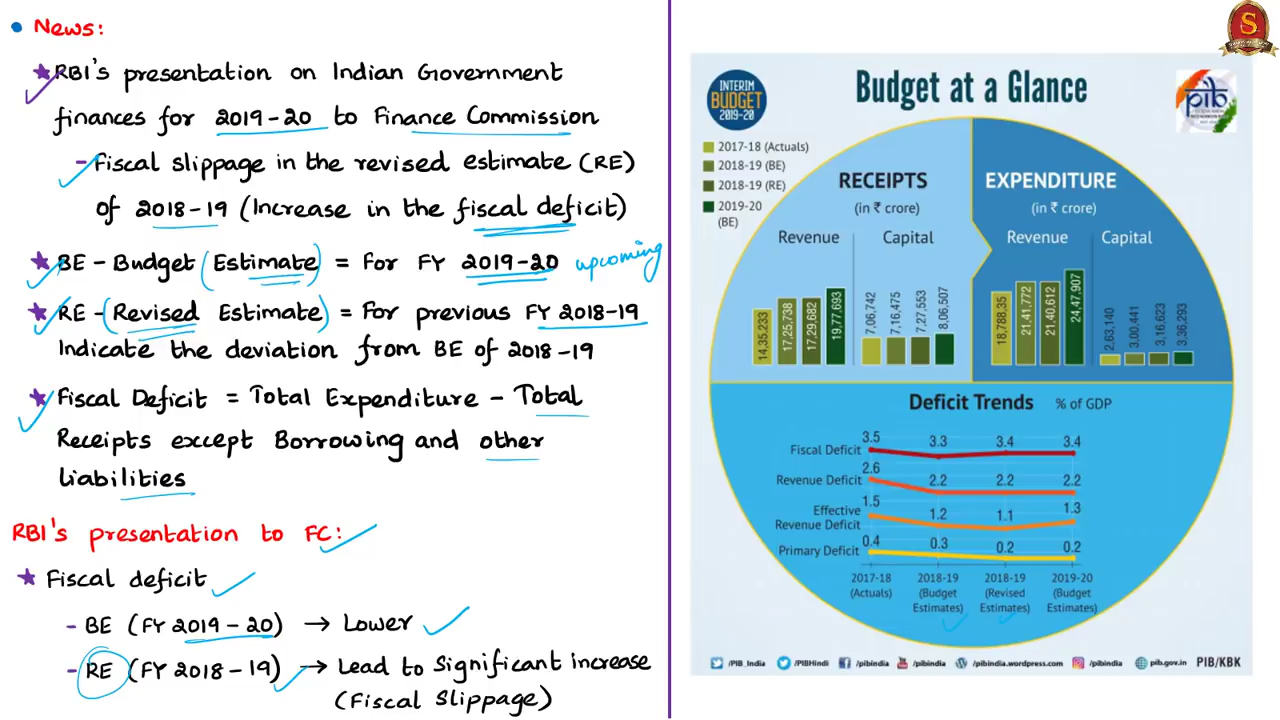 News:
RBI's presentation on Indian Government
finances for 2019-20 to Finance Commission
- Fiscal slippage in the revised estimate (RE)
of 2018-19 (Increase in the fiscal deficit)
BE - Budget (Estimate) = For FY 2019-20 upcoming
RE - (Revised Estimate) = For previous FY 2018-19
Indicate the deviation from BE of 2018-19
Fiscal Deficit = Total Expenditure - Total
Receipts except Borrowing and other
liabilities
RBI's presentation to FC:
Fiscal deficit
- BE (FY 2019-20) → Lower
- RE (FY 2018-19) → Lead to Significant increase
(Fiscal Slippage)
S
INTERIM
BUDGET
2019-20
Budget at a Glance
pib
2017-18 (Actuals)
2018-19 (BE)
2018-19 (RE)
2019-20
(BE)
RECEIPTS
(in ₹ crore)
Revenue
Capital
14,35,233
17,25,738
17,29,682
19,77,693
7,06,742
7,16,475
7,27,553
8,06,507
EXPENDITURE
(in ₹ crore)
Revenue
Capital
18,788,35
21,41,772
21,40,612
24,47,907
2,63,140
3,00,441
3,16,623
3,36,293
Deficit Trends % of GDP
Fiscal Deficit 3.5 3.3 3.4 3.4
Revenue Deficit 2.6 2.2 2.2 2.2
Effective
Revenue Deficit 1.5 1.2 1.1 1.3
Primary Deficit 0.4 0.3 0.2 0.2
2017-18 2018-19 2018-19 2019-20
(Actuals) (Budget (Revised (Budget
Estimates) Estimates) Estimates)
/PIB_India /PIBHindi /pibindia /pibindia /pibindia.wordpress.com /pibindia pib.gov.in PIB/KBK